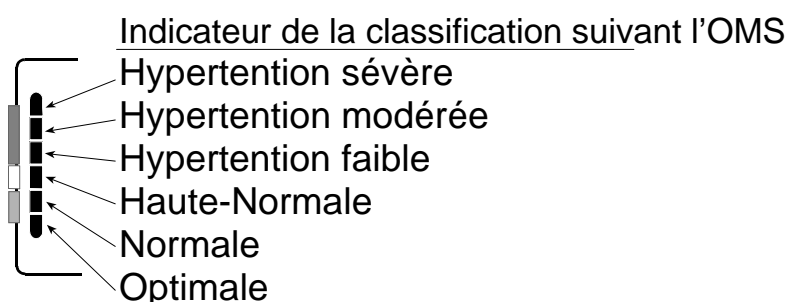 Indicateur de la classification suivant l'OMS
Hypertention sévère
Hypertention modérée
Hypertention faible
Haute-Normale
Normale
Optimale